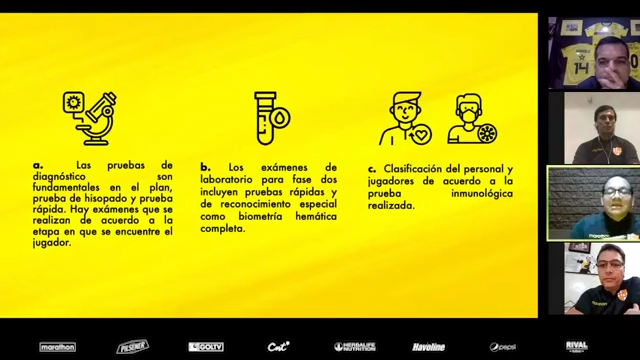 a. Las pruebas de
diagnóstico son
fundamentales en el plan,
prueba de hisopado y prueba
rápida. Hay exámenes que se
realizan de acuerdo a la
etapa en que se encuentre el
jugador.
b. Los exámenes de
laboratorio para fase dos
incluyen pruebas rápidas y
de reconocimiento especial
como biometría hemática
completa.
c. Clasificación del personal y
jugadores de acuerdo a la
prueba inmunológica
realizada.
14
marathon
PILSENER
GOLTV
Cnt
HERBALIFE
NUTRITION
Havoline
pepsi
RIVAL